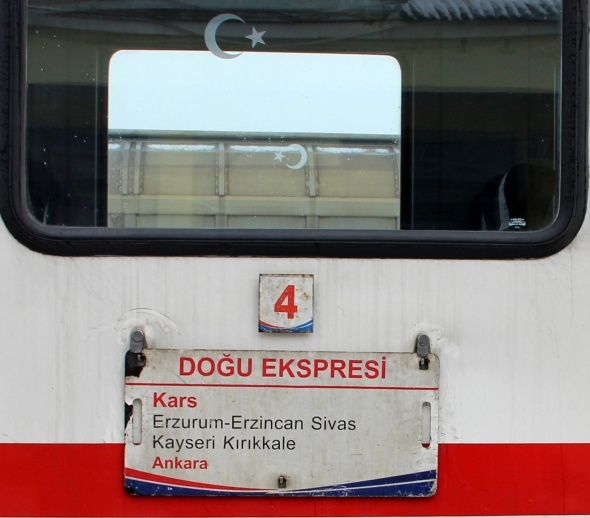 4
DOĞU EKSPRESİ
Kars
Erzurum-Erzincan Sivas
Kayseri Kırıkkale
Ankara